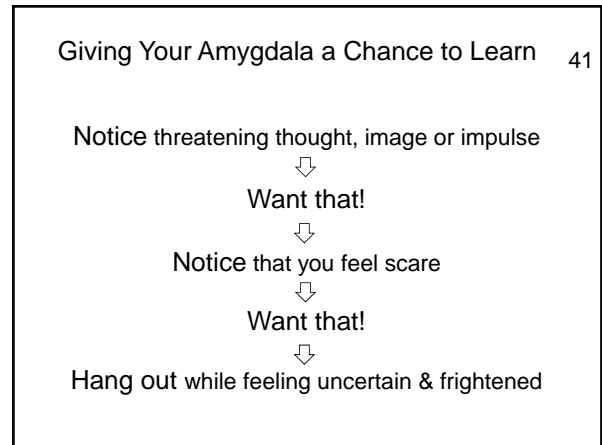 Giving Your Amygdala a Chance to Learn 41
Notice threatening thought, image or impulse
Want that!
Notice that you feel scare
Want that!
Hang out while feeling uncertain & frightened